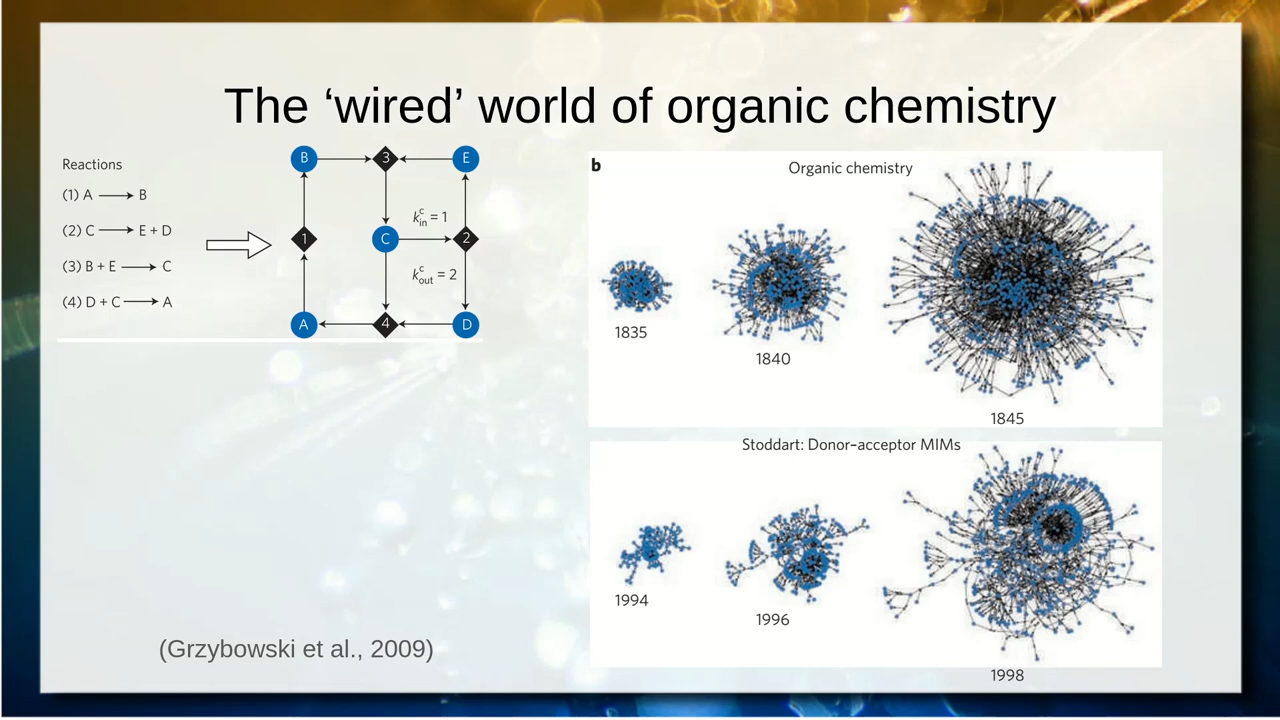 The ‘wired’ world of organic chemistry
Reactions
(1) A ⟶ B
(2) C ⟶ E + D
(3) B + E ⟶ C
(4) D + C ⟶ A
B
3
E
1
C
2
A
4
D
k^c_in = 1
k^c_out = 2
b
Organic chemistry
1835
1840
1845
Stoddart: Donor–acceptor MIMs
1994
1996
1998
(Grzybowski et al., 2009)